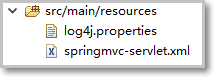 src/main/resources
log4j.properties
springmvc-servlet.xml